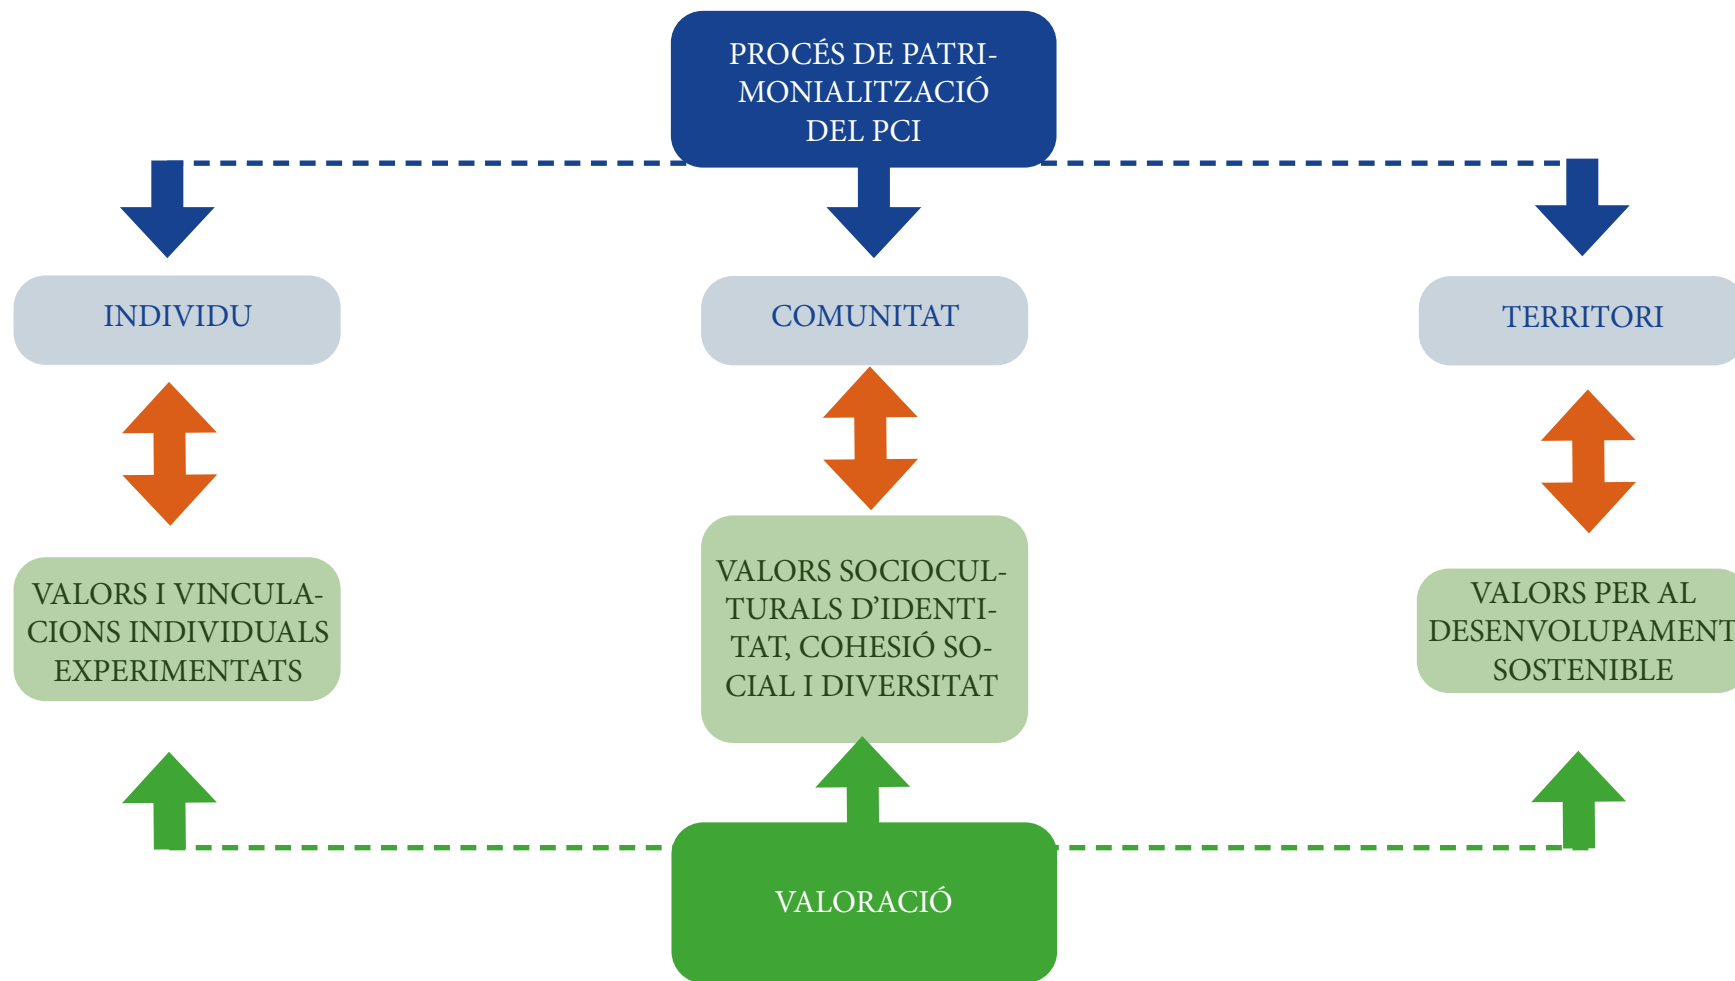 PROCÉS DE PATRI-
MONIALITZACIÓ
DEL PCI
INDIVIDU
COMUNITAT
TERRITORI
VALORS I VINCULA-
CIONS INDIVIDUALS
EXPERIMENTATS
VALORS SOCIOCUL-
TURALS D’IDENTI-
TAT, COHESIÓ SO-
CIAL I DIVERSITAT
VALORS PER AL
DESENVOLUPAMENT
SOSTENIBLE
VALORACIÓ